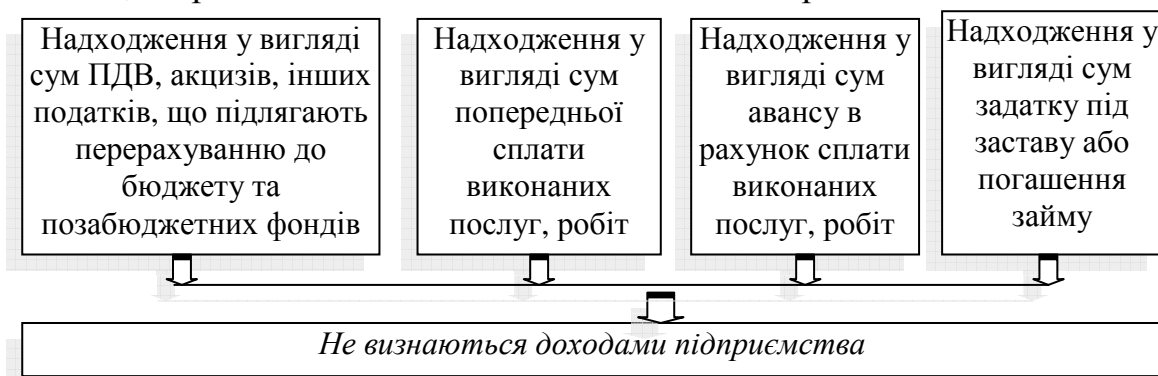 Надходження у вигляді
сум ПДВ, акцизів, інших
податків, що підлягають
перерахуванню до
бюджету та
позабюджетних фондів
Надходження у
вигляді сум
попередньої
сплати
виконаних
послуг, робіт
Надходження у
вигляді сум
авансу в
рахунок сплати
виконаних
послуг, робіт
Надходження у
вигляді сум
задатку під
заставу або
погашення
займу
Не визнаються доходами підприємства